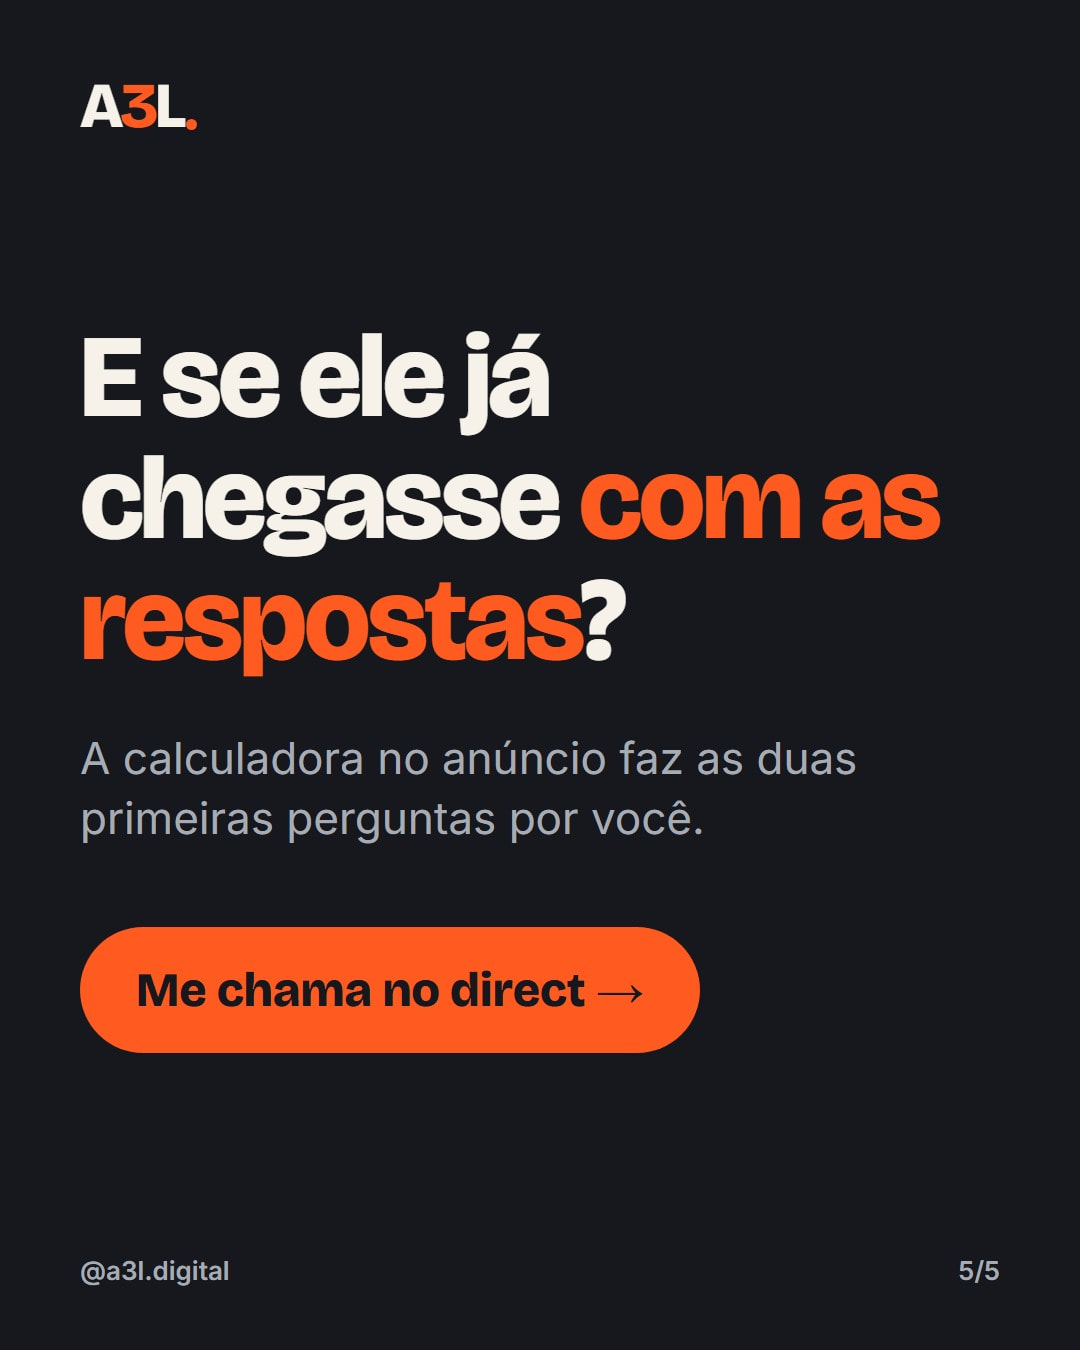 A3L.
E se ele já
chegasse com as
respostas?
A calculadora no anúncio faz as duas
primeiras perguntas por você.
Me chama no direct →
@a3l.digital
5/5